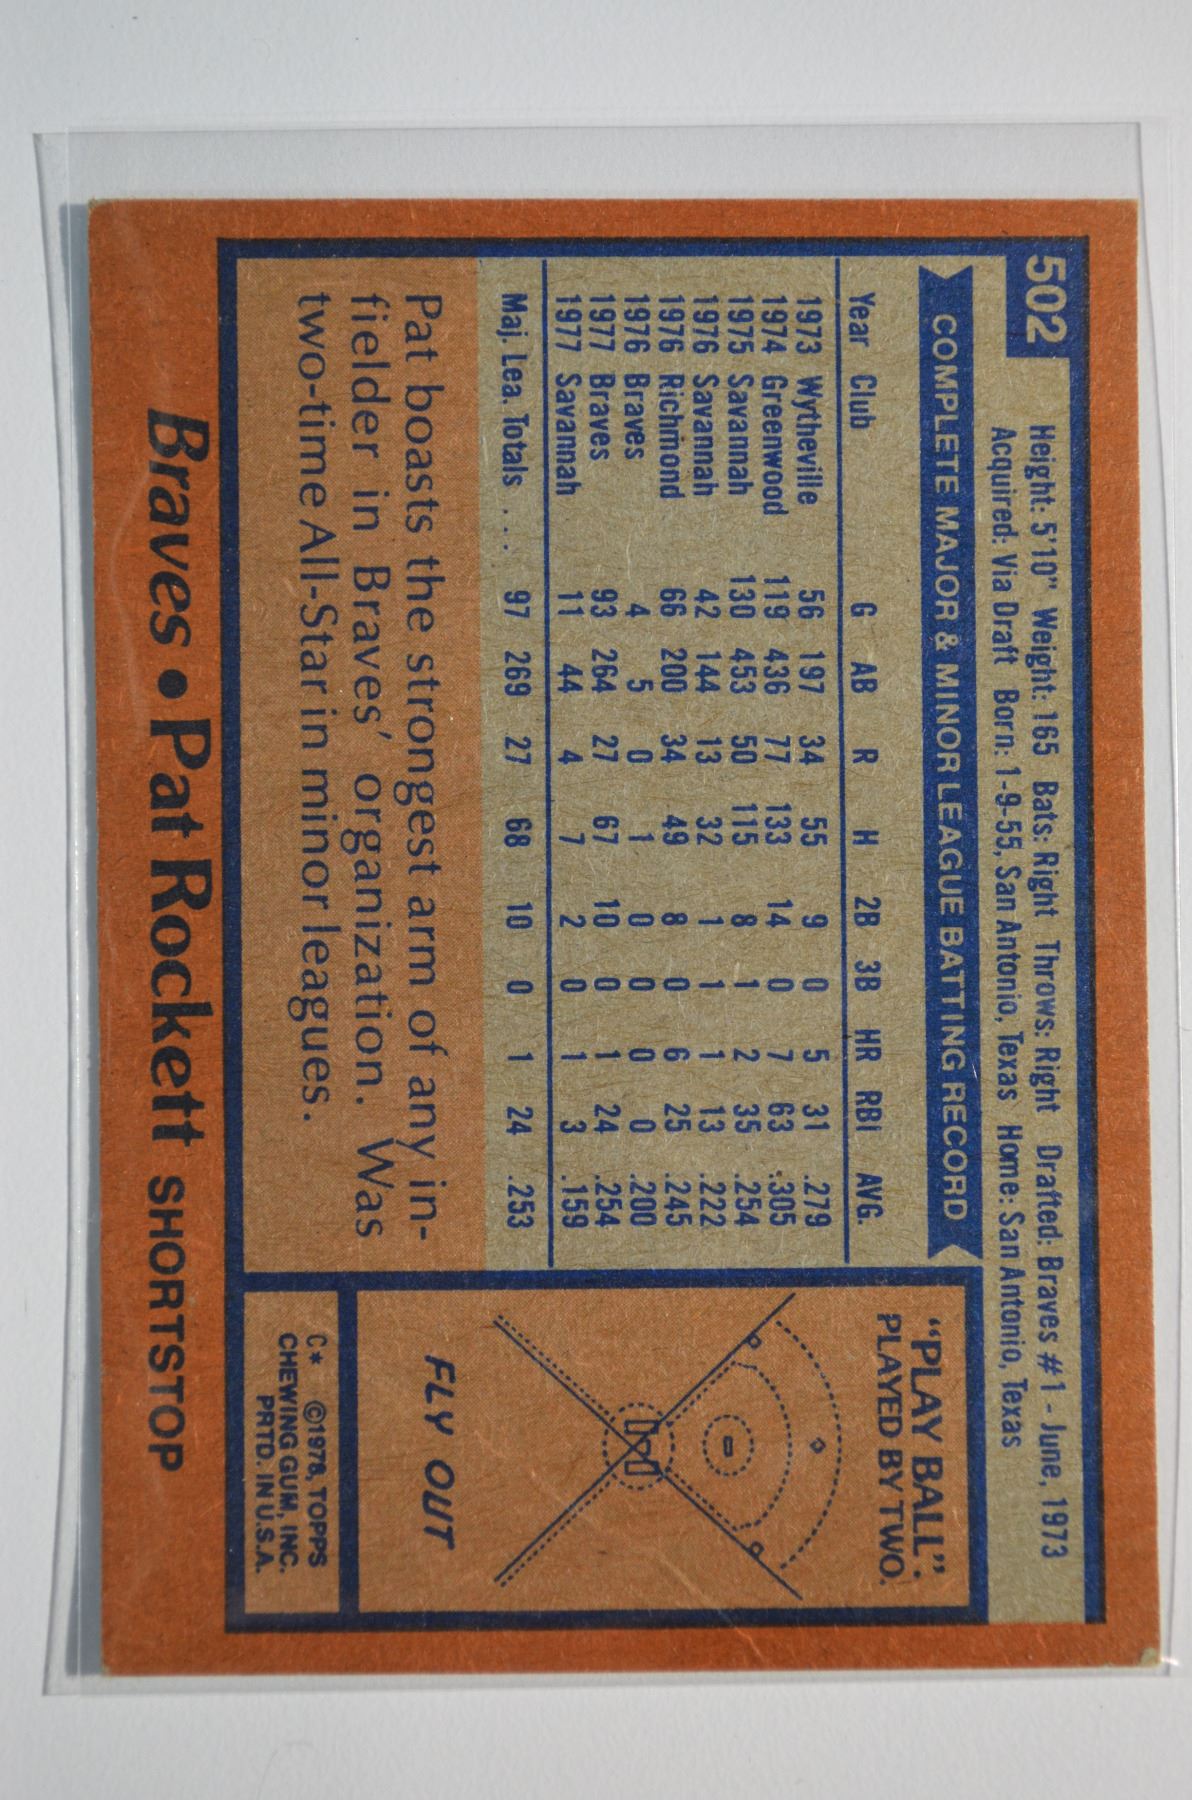 502
Height: 5'10" Weight: 165 Bats: Right Throws: Right Drafted: Braves #1 - June, 1973
Acquired: Via Draft Born: 1-9-55, San Antonio, Texas Home: San Antonio, Texas
COMPLETE MAJOR & MINOR LEAGUE BATTING RECORD
Year Club G AB R H 2B 3B HR RBI AVG.
1973 Wytheville 56 197 34 55 9 0 5 31 .279
1974 Greenwood 119 436 77 133 14 0 7 63 .305
1975 Savannah 130 453 50 115 8 1 2 35 .254
1976 Savannah 42 144 13 32 1 1 1 13 .222
1976 Richmond 66 200 34 49 8 0 6 25 .245
1976 Braves 4 5 0 1 0 0 0 0 .200
1977 Braves 93 264 27 67 10 0 1 24 .254
1977 Savannah 11 44 4 7 2 0 1 3 .159
Maj. Lea. Totals . . . 97 269 27 68 10 0 1 24 .253
Pat boasts the strongest arm of any in-
fielder in Braves' organization. Was
two-time All-Star in minor leagues.
"PLAY BALL":
PLAYED BY TWO.
FLY OUT
C* ©1978, TOPPS
CHEWING GUM, INC.
PRTD. IN U.S.A.
Braves • Pat Rockett SHORTSTOP